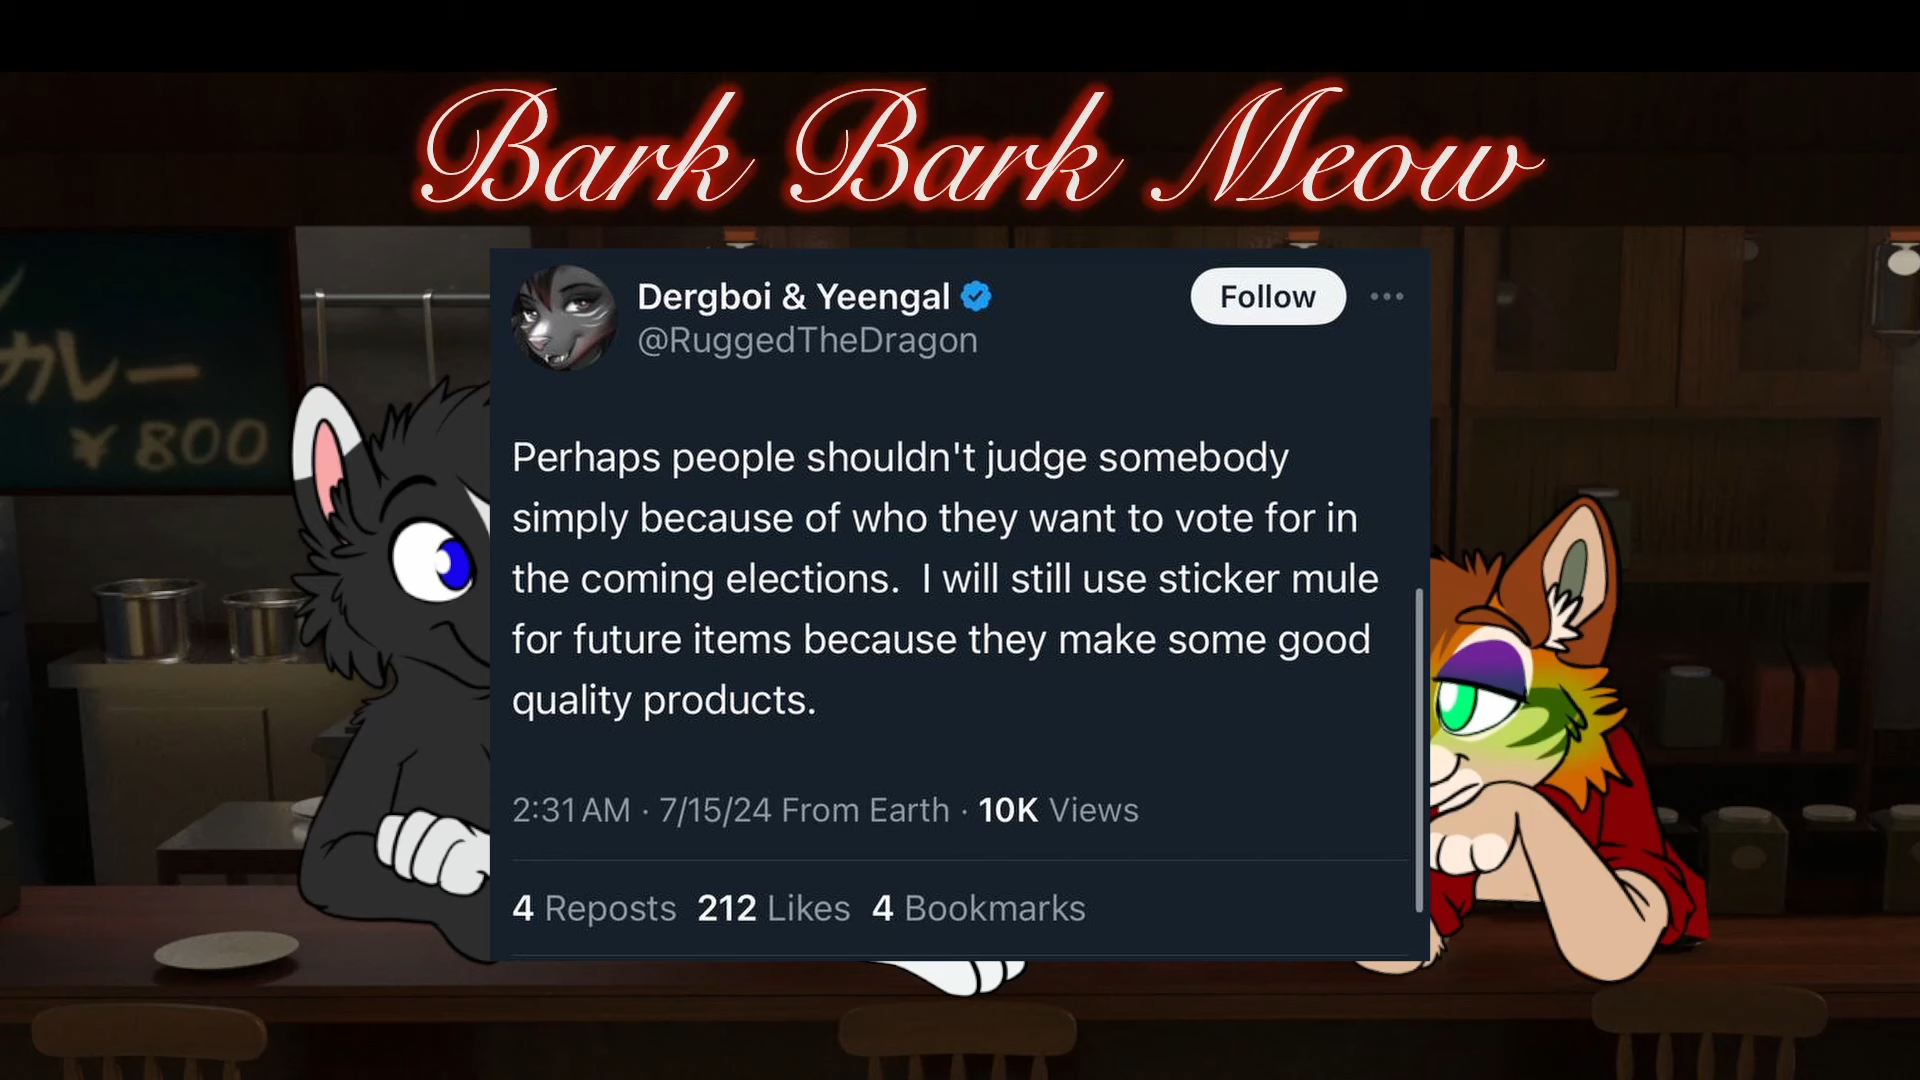 Bark Bark Meow
カレー
¥800
Dergboi & Yeengal
Follow
@RuggedTheDragon
Perhaps people shouldn't judge somebody
simply because of who they want to vote for in
the coming elections.  I will still use sticker mule
for future items because they make some good
quality products.
2:31 AM · 7/15/24 From Earth · 10K Views
4 Reposts 212 Likes 4 Bookmarks